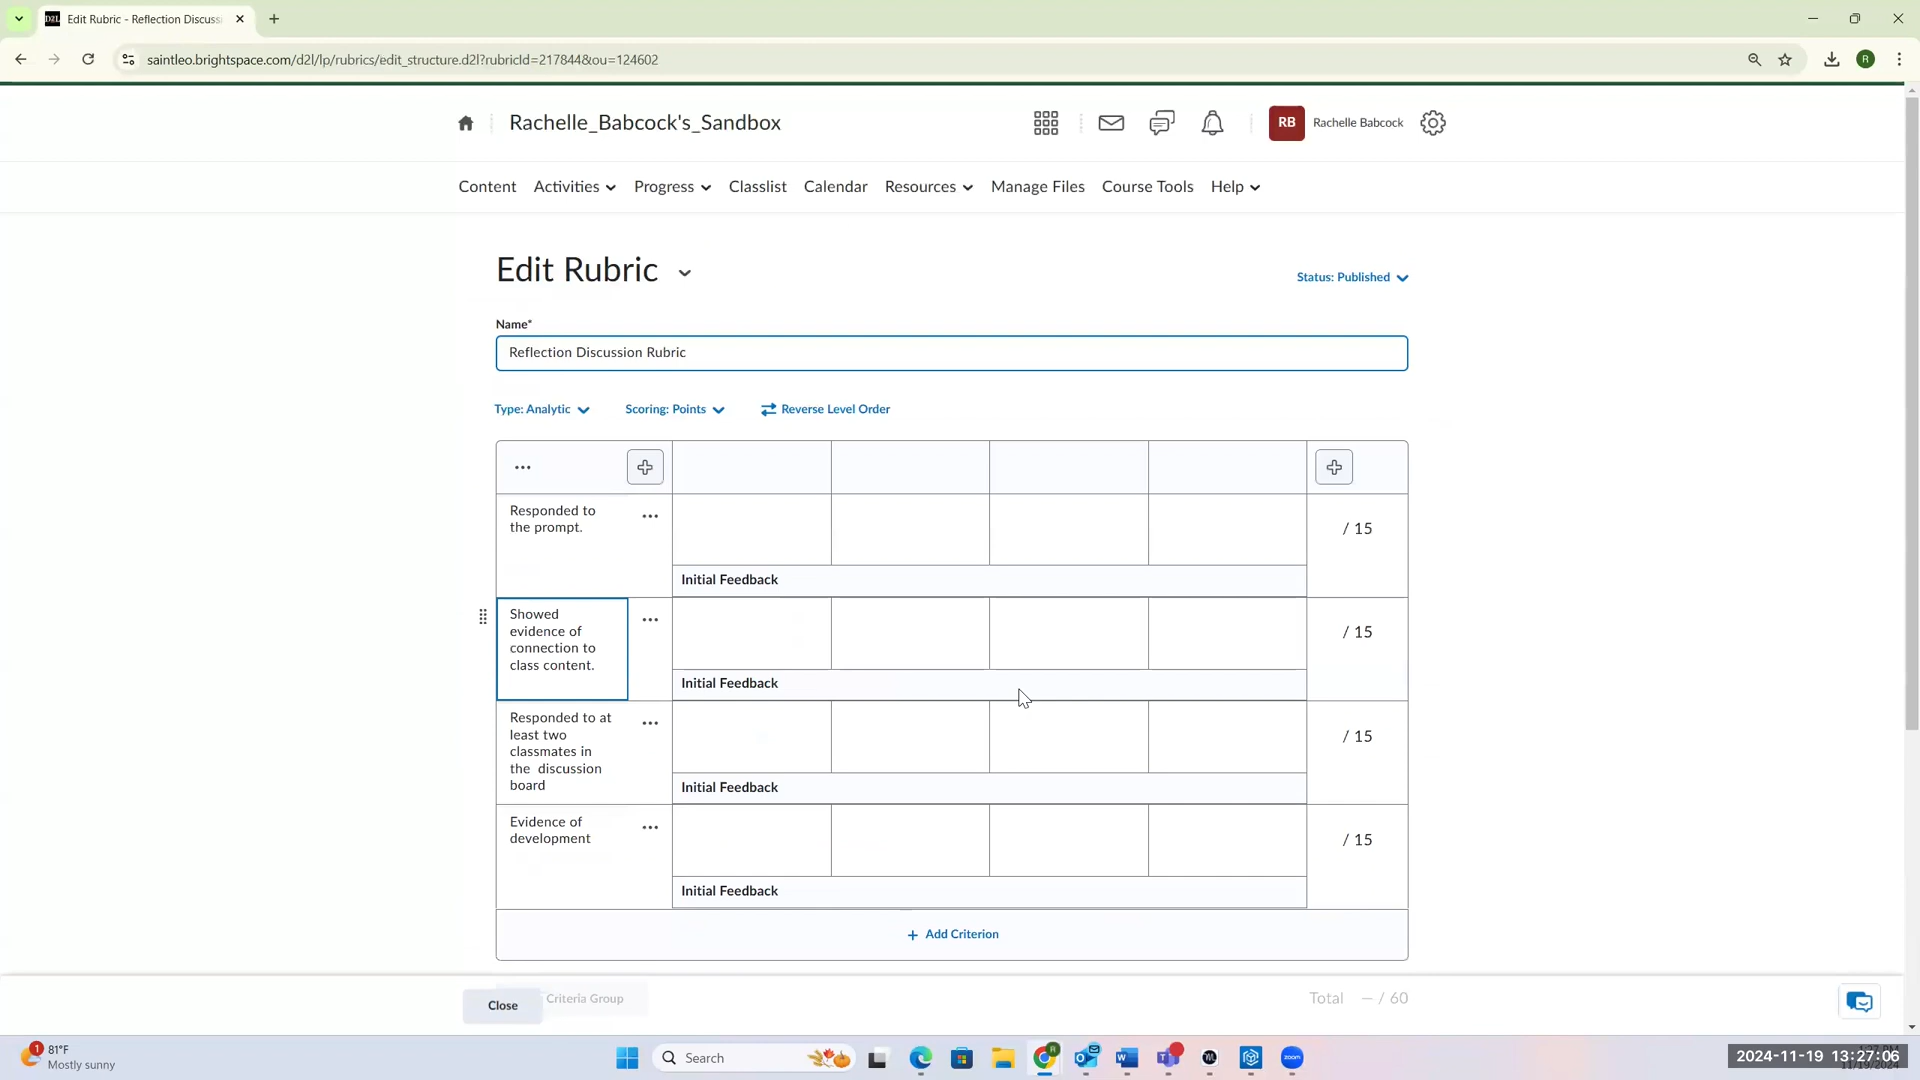 D2L Edit Rubric - Reflection Discuss
saintleo.brightspace.com/d2l/lp/rubrics/edit_structure.d2l?rubricId=217844&ou=124602
R
Rachelle_Babcock's_Sandbox
RB
Rachelle Babcock
Content Activities Progress Classlist Calendar Resources Manage Files Course Tools Help
Edit Rubric
Status: Published
Name*
Reflection Discussion Rubric
Type: Analytic Scoring: Points Reverse Level Order
Responded to
the prompt.
/ 15
Initial Feedback
Showed
evidence of
connection to
class content.
/ 15
Initial Feedback
Responded to at
least two
classmates in
the discussion
board
/ 15
Initial Feedback
Evidence of
development
/ 15
Initial Feedback
+ Add Criterion
Close
Criteria Group
Total — / 60
1
81°F
Mostly sunny
Search
zoom
2024-11-19 13:27:06